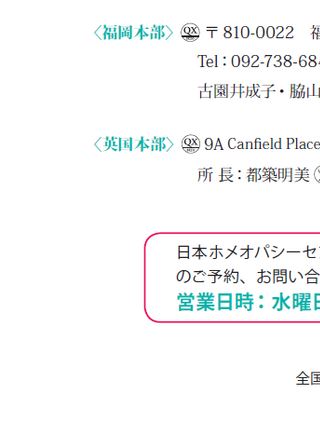 〈福岡本部〉 QX 〒810-0022 福
Tel：092-738-684
古園井成子・脇山
〈英国本部〉 QX 9A Canfield Place
所 長：都築明美
日本ホメオパシーセ
のご予約、お問い合
営業日時：水曜日
全国